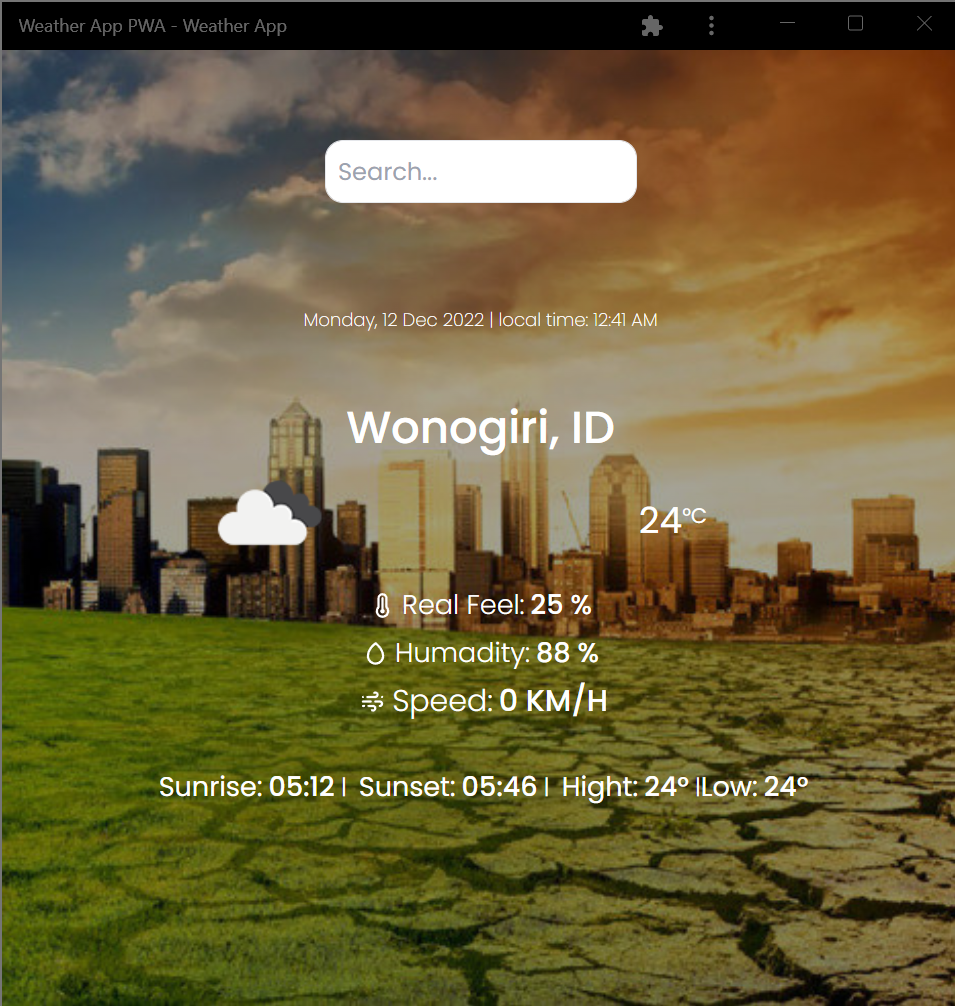 Weather App PWA - Weather App
Search...
Monday, 12 Dec 2022 | local time: 12:41 AM
Wonogiri, ID
24°C
Real Feel: 25 %
Humadity: 88 %
Speed: 0 KM/H
Sunrise: 05:12 | Sunset: 05:46 | Hight: 24° |Low: 24°